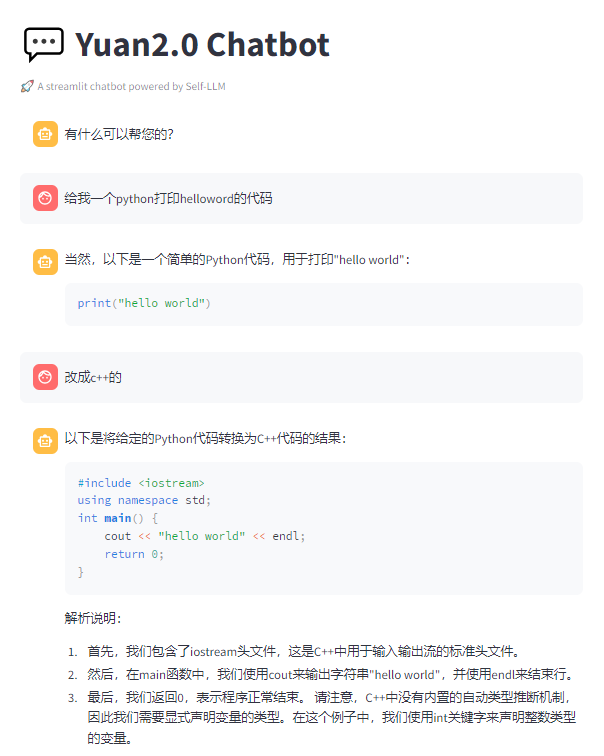 Yuan2.0 Chatbot
A streamlit chatbot powered by Self-LLM
有什么可以帮您的?
给我一个python打印helloword的代码
当然，以下是一个简单的Python代码，用于打印"hello world"：
print("hello world")
改成c++的
以下是将给定的Python代码转换为C++代码的结果：
#include <iostream>
using namespace std;
int main() {
    cout << "hello world" << endl;
    return 0;
}
解析说明：
1. 首先，我们包含了iostream头文件，这是C++中用于输入输出流的标准头文件。
2. 然后，在main函数中，我们使用cout来输出字符串"hello world"，并使用endl来结束行。
3. 最后，我们返回0，表示程序正常结束。 请注意，C++中没有内置的自动类型推断机制，
因此我们需要显式声明变量的类型。在这个例子中，我们使用int关键字来声明整数类型
的变量。